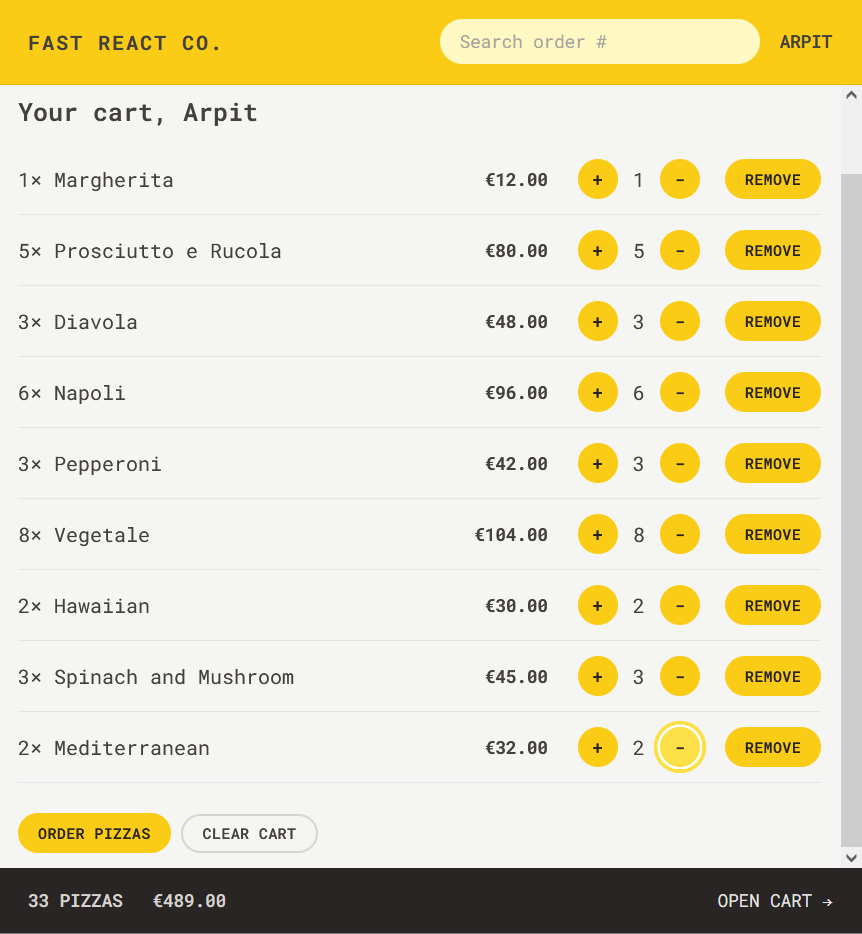 FAST REACT CO. Search order # ARPIT
Your cart, Arpit
1× Margherita €12.00 + 1 - REMOVE
5× Prosciutto e Rucola €80.00 + 5 - REMOVE
3× Diavola €48.00 + 3 - REMOVE
6× Napoli €96.00 + 6 - REMOVE
3× Pepperoni €42.00 + 3 - REMOVE
8× Vegetale €104.00 + 8 - REMOVE
2× Hawaiian €30.00 + 2 - REMOVE
3× Spinach and Mushroom €45.00 + 3 - REMOVE
2× Mediterranean €32.00 + 2 - REMOVE
ORDER PIZZAS CLEAR CART
33 PIZZAS €489.00 OPEN CART →